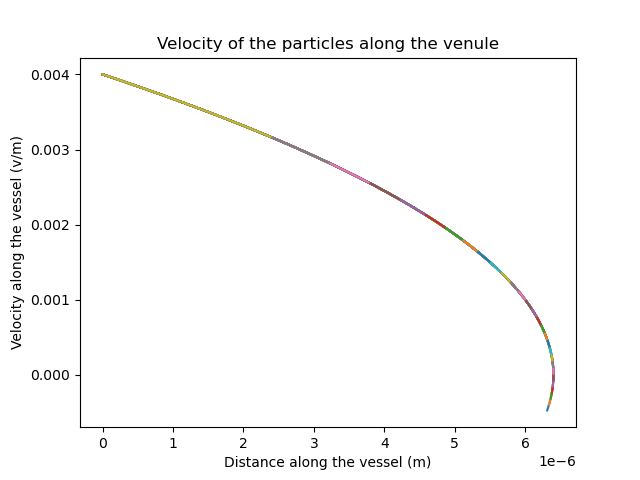 Velocity of the particles along the venule
0.004
0.003
0.002
0.001
0.000
Velocity along the vessel (v/m)
0 1 2 3 4 5 6
1e−6
Distance along the vessel (m)